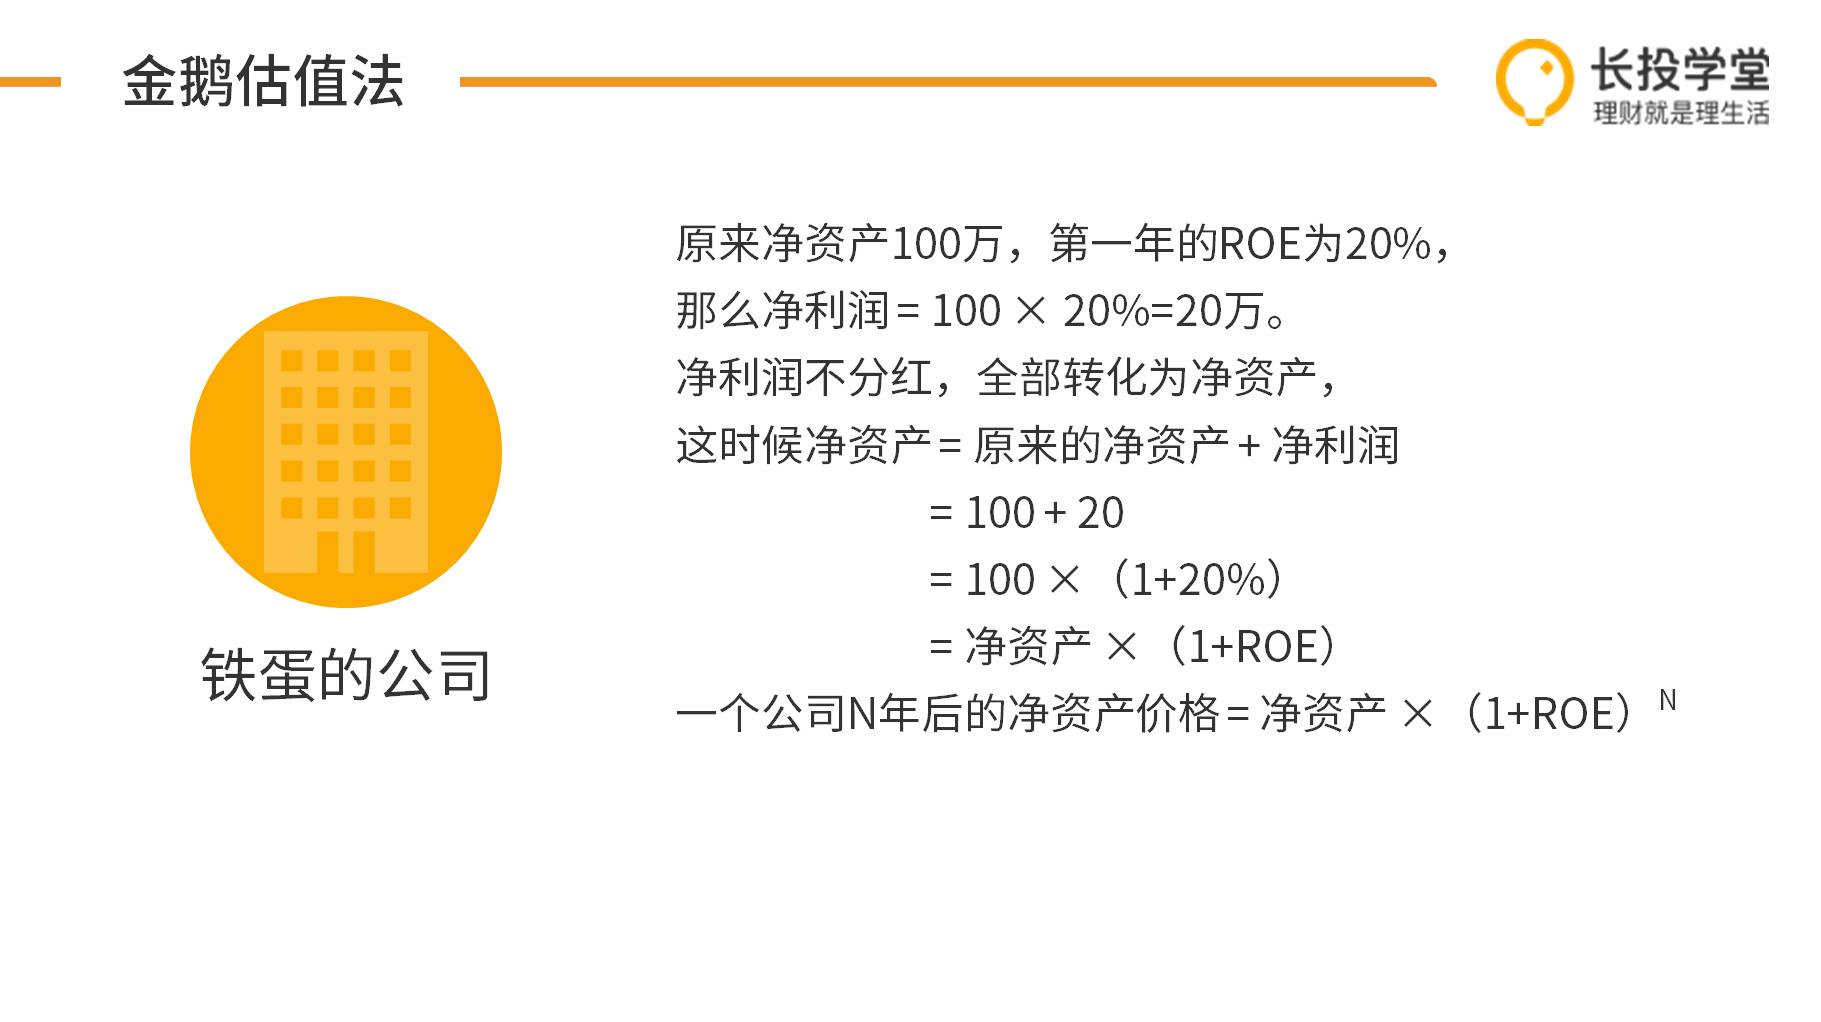 金鹅估值法
长投学堂
理财就是理生活
原来净资产100万，第一年的ROE为20%，
那么净利润= 100 × 20%=20万。
净利润不分红，全部转化为净资产，
这时候净资产= 原来的净资产+ 净利润
= 100 + 20
= 100 ×（1+20%）
= 净资产 ×（1+ROE）
一个公司N年后的净资产价格= 净资产 ×（1+ROE）N
铁蛋的公司